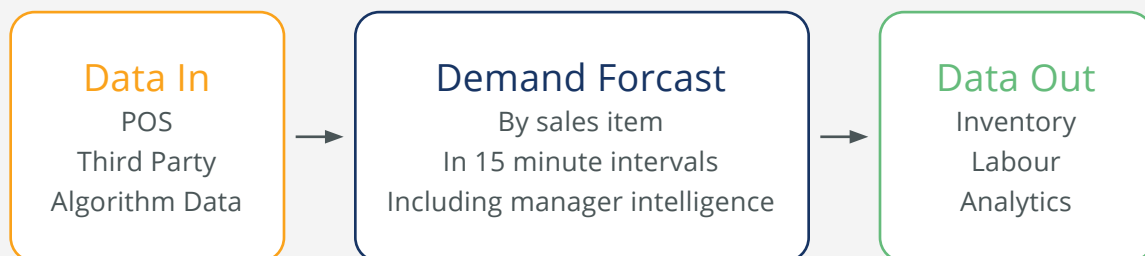 Data In
POS
Third Party
Algorithm Data
Demand Forcast
By sales item
In 15 minute intervals
Including manager intelligence
Data Out
Inventory
Labour
Analytics